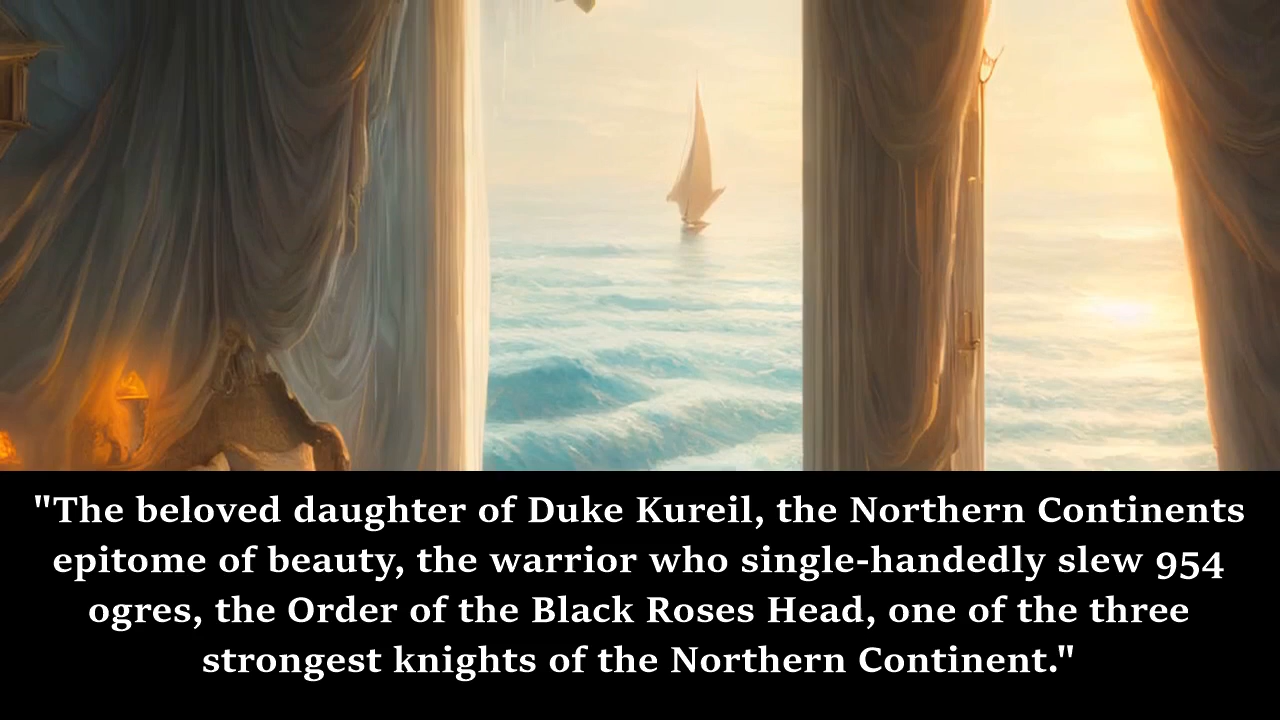 "The beloved daughter of Duke Kureil, the Northern Continents
epitome of beauty, the warrior who single-handedly slew 954
ogres, the Order of the Black Roses Head, one of the three
strongest knights of the Northern Continent."